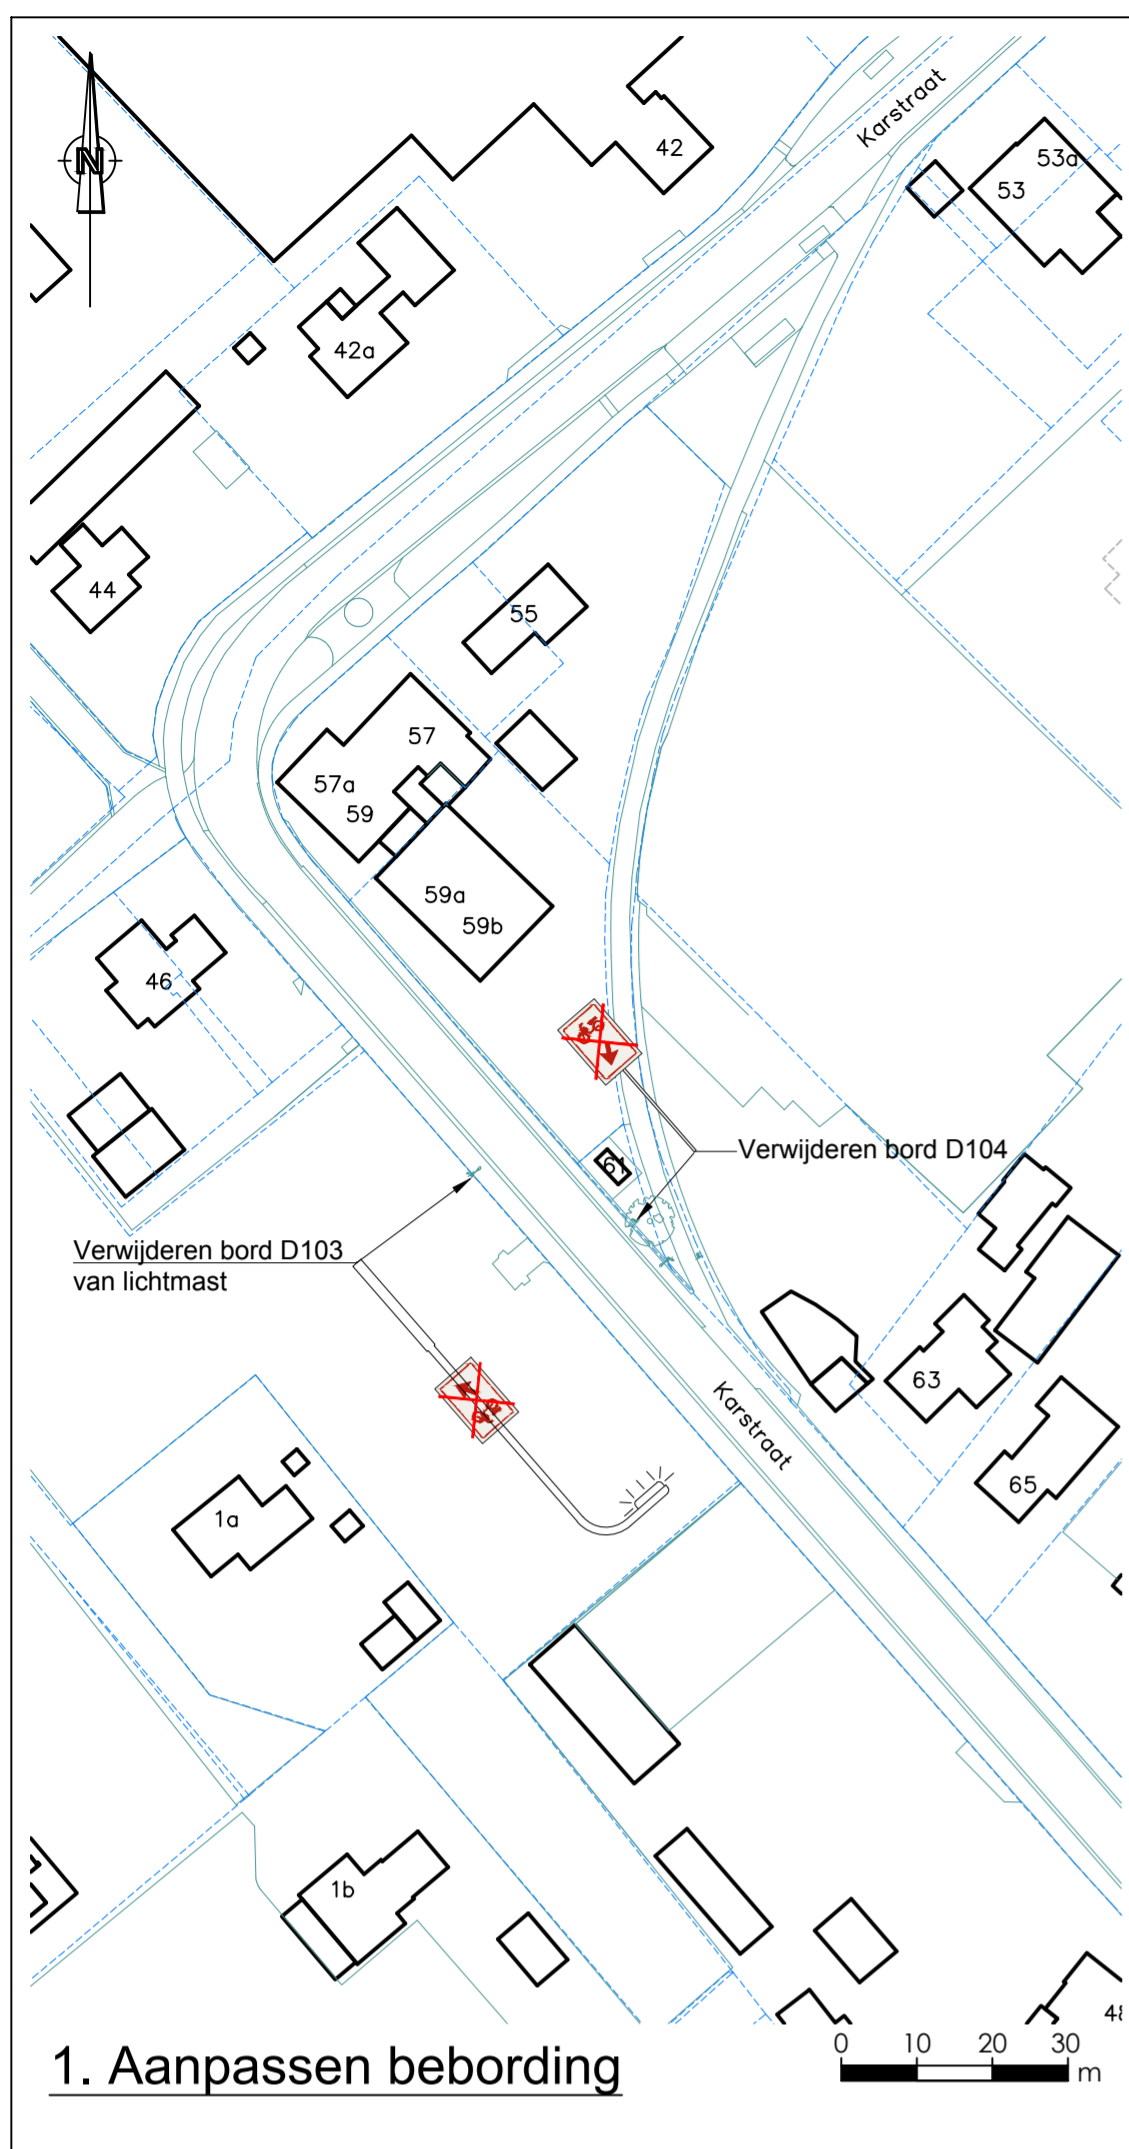 N
Karstraat
42
53a
53
42a
44
55
57
57a
59
59a
59b
46
61
Verwijderen bord D104
Verwijderen bord D103
van lichtmast
Karstraat
63
65
1a
1b
48
1. Aanpassen bebording
0 10 20 30
m